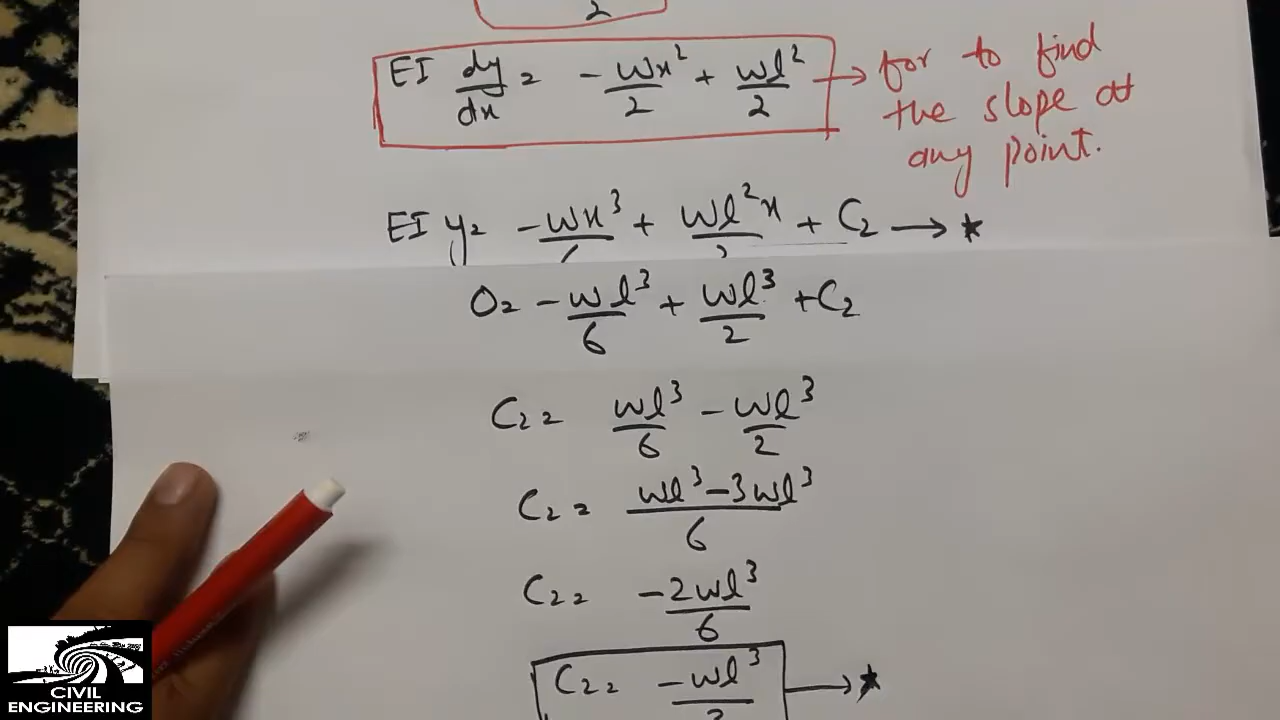 2
EI dy/dx = -wx²/2 + wl²/2 → for to find
the slope at
any point.
EI y = -wx³/6 + wl²x/2 + C₂ → ★
0 = -wl³/6 + wl³/2 + C₂
C₂ = wl³/6 - wl³/2
C₂ = wl³-3wl³/6
C₂ = -2wl³/6
C₂ = -wl³/3 → ★
CIVIL
ENGINEERING